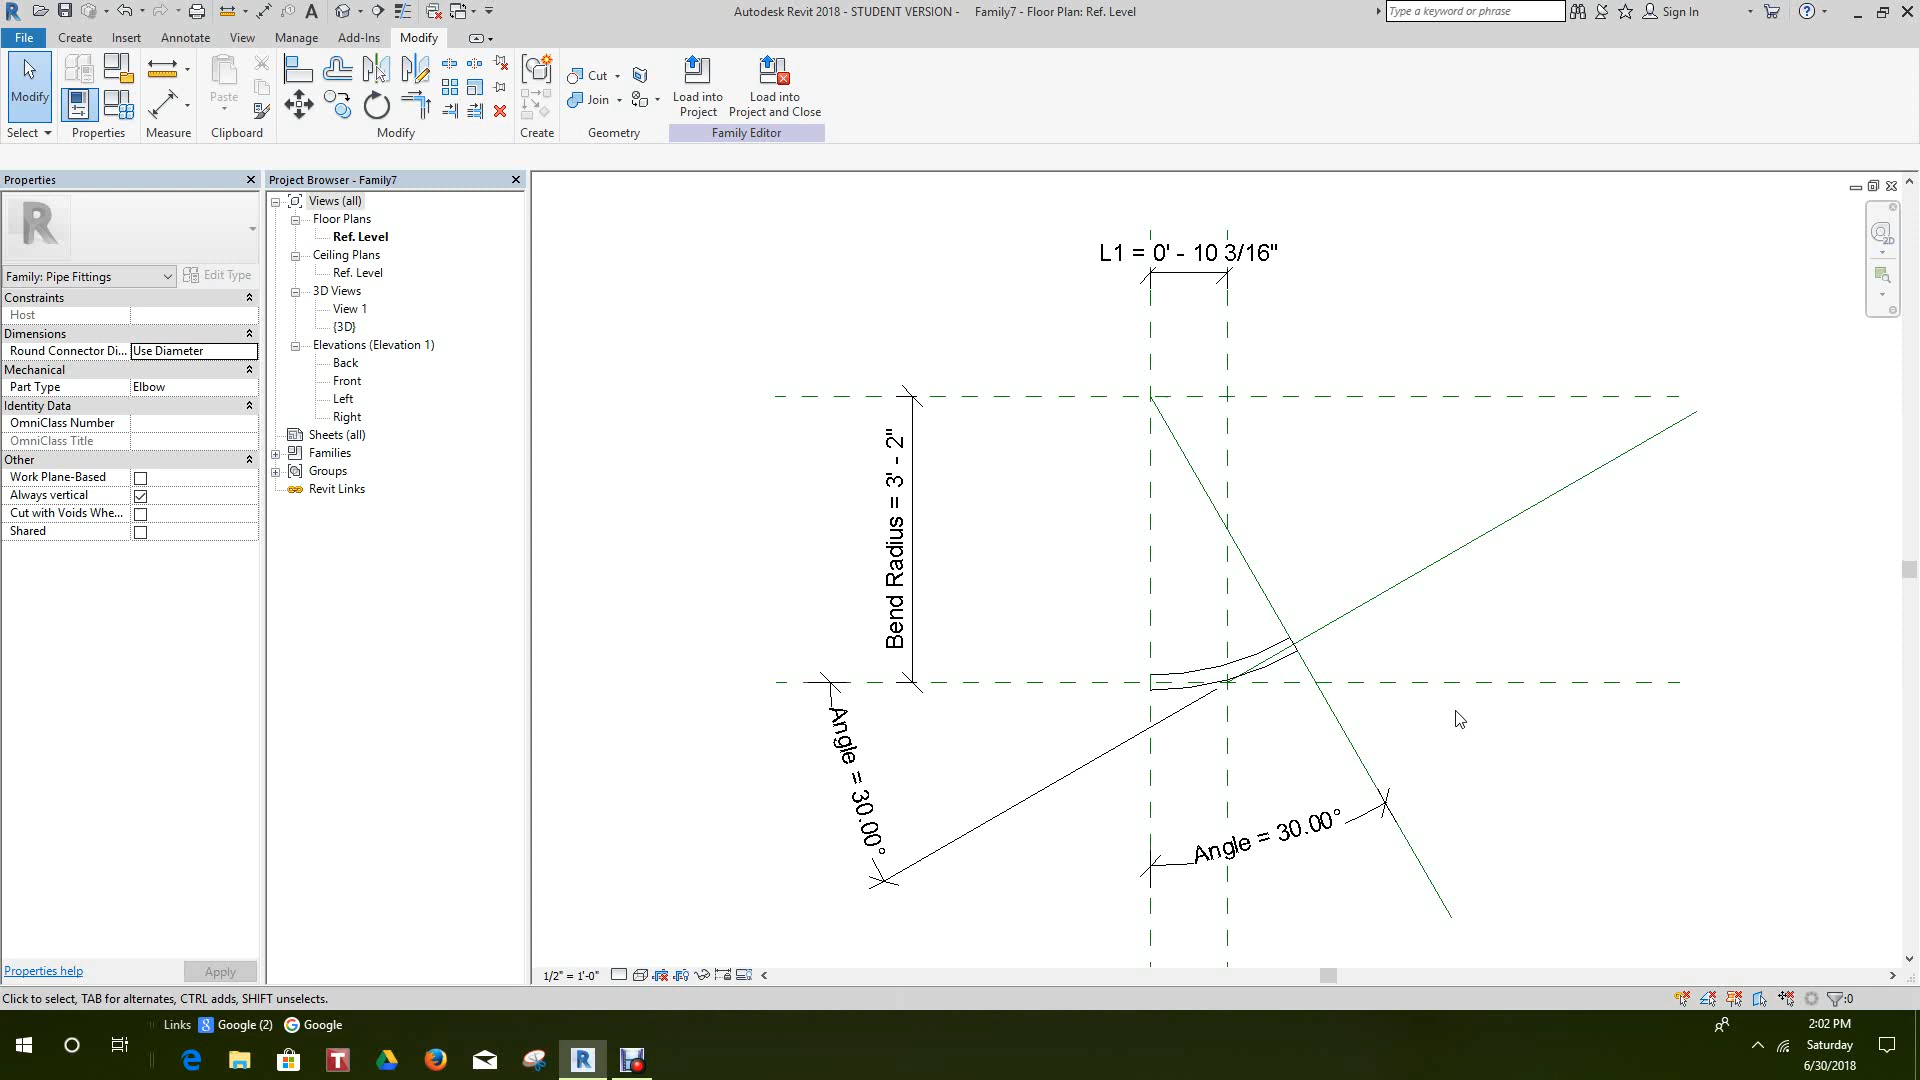 Autodesk Revit 2018 - STUDENT VERSION - Family7 - Floor Plan: Ref. Level
Type a keyword or phrase
Sign In
File Create Insert Annotate View Manage Add-Ins Modify
Modify
Paste
Cut
Join
Load into
Project
Load into
Project and Close
Select Properties Measure Clipboard Modify Create Geometry Family Editor
Properties
Family: Pipe Fittings
Edit Type
Constraints
Host
Dimensions
Round Connector Di... Use Diameter
Mechanical
Part Type Elbow
Identity Data
OmniClass Number
OmniClass Title
Other
Work Plane-Based
Always vertical
Cut with Voids Whe...
Shared
Properties help
Apply
Project Browser - Family7
Views (all)
Floor Plans
Ref. Level
Ceiling Plans
Ref. Level
3D Views
View 1
{3D}
Elevations (Elevation 1)
Back
Front
Left
Right
Sheets (all)
Families
Groups
Revit Links
2D
L1 = 0' - 10 3/16"
Bend Radius = 3' - 2"
Angle = 30.00°
Angle = 30.00°
1/2" = 1'-0"
Click to select, TAB for alternates, CTRL adds, SHIFT unselects.
:0
Links Google (2) Google
2:02 PM
Saturday
6/30/2018